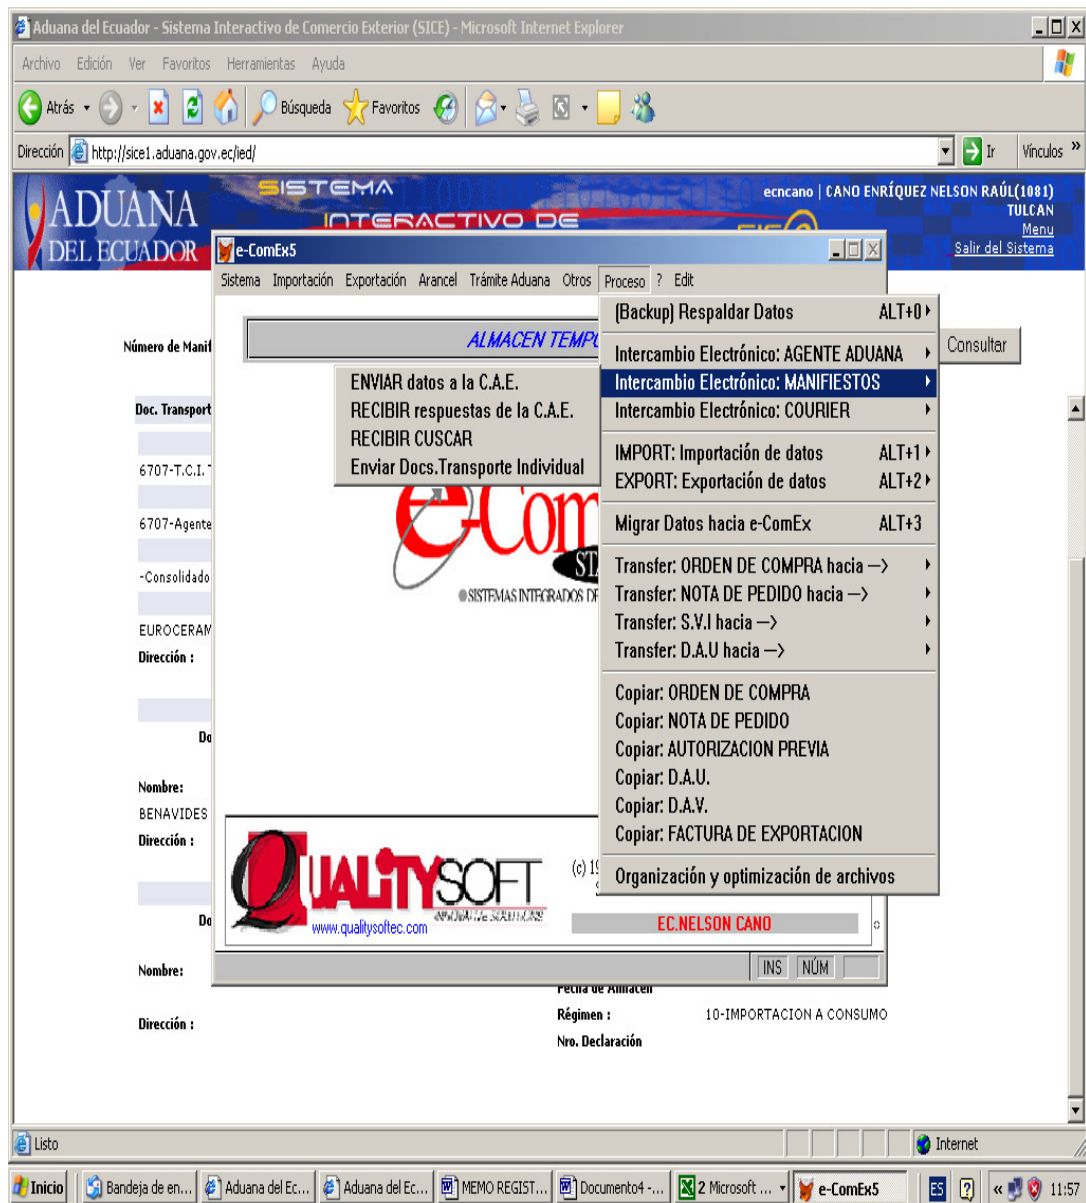 Aduana del Ecuador - Sistema Interactivo de Comercio Exterior (SICE) - Microsoft Internet Explorer
Archivo Edición Ver Favoritos Herramientas Ayuda
Atrás Búsqueda Favoritos
Dirección http://sice1.aduana.gov.ec/ied/ Ir Vínculos »
ADUANA
DEL ECUADOR
SISTEMA
INTERACTIVO DE
ecncano | CANO ENRÍQUEZ NELSON RAÚL(1081)
TULCAN
Menu
Salir del Sistema
e-ComEx5
Sistema Importación Exportación Arancel Trámite Aduana Otros Proceso ? Edit
ALMACEN
Número de Manif
Consultar
(Backup) Respaldar Datos ALT+0
Intercambio Electrónico: AGENTE ADUANA
Intercambio Electrónico: MANIFIESTOS
Intercambio Electrónico: COURIER
IMPORT: Importación de datos ALT+1
EXPORT: Exportación de datos ALT+2
Migrar Datos hacia e-ComEx ALT+3
Transfer: ORDEN DE COMPRA hacia —>
Transfer: NOTA DE PEDIDO hacia —>
Transfer: S.V.I hacia —>
Transfer: D.A.U hacia —>
Copiar: ORDEN DE COMPRA
Copiar: NOTA DE PEDIDO
Copiar: AUTORIZACION PREVIA
Copiar: D.A.U.
Copiar: D.A.V.
Copiar: FACTURA DE EXPORTACION
Organización y optimización de archivos
ENVIAR datos a la C.A.E.
RECIBIR respuestas de la C.A.E.
RECIBIR CUSCAR
Enviar Docs.Transporte Individual
Doc. Transport
6707-T.C.I.
6707-Agente
-Consolidado
EUROCERAM
Dirección :
Do
Nombre:
BENAVIDES
Dirección :
Do
Nombre:
Dirección :
e-Com
SISTEMAS INTEGRADOS DE
QUALITYSOFT
www.qualitysoftec.com
(c) 19
EC.NELSON CANO
INS NÚM
Fecha de Almacen
Régimen : 10-IMPORTACION A CONSUMO
Nro. Declaración
Listo Internet
Inicio Bandeja de en... Aduana del Ec... Aduana del Ec... MEMO REGIST... Documento4 -... 2 Microsoft ... e-ComEx5 ES « 11:57